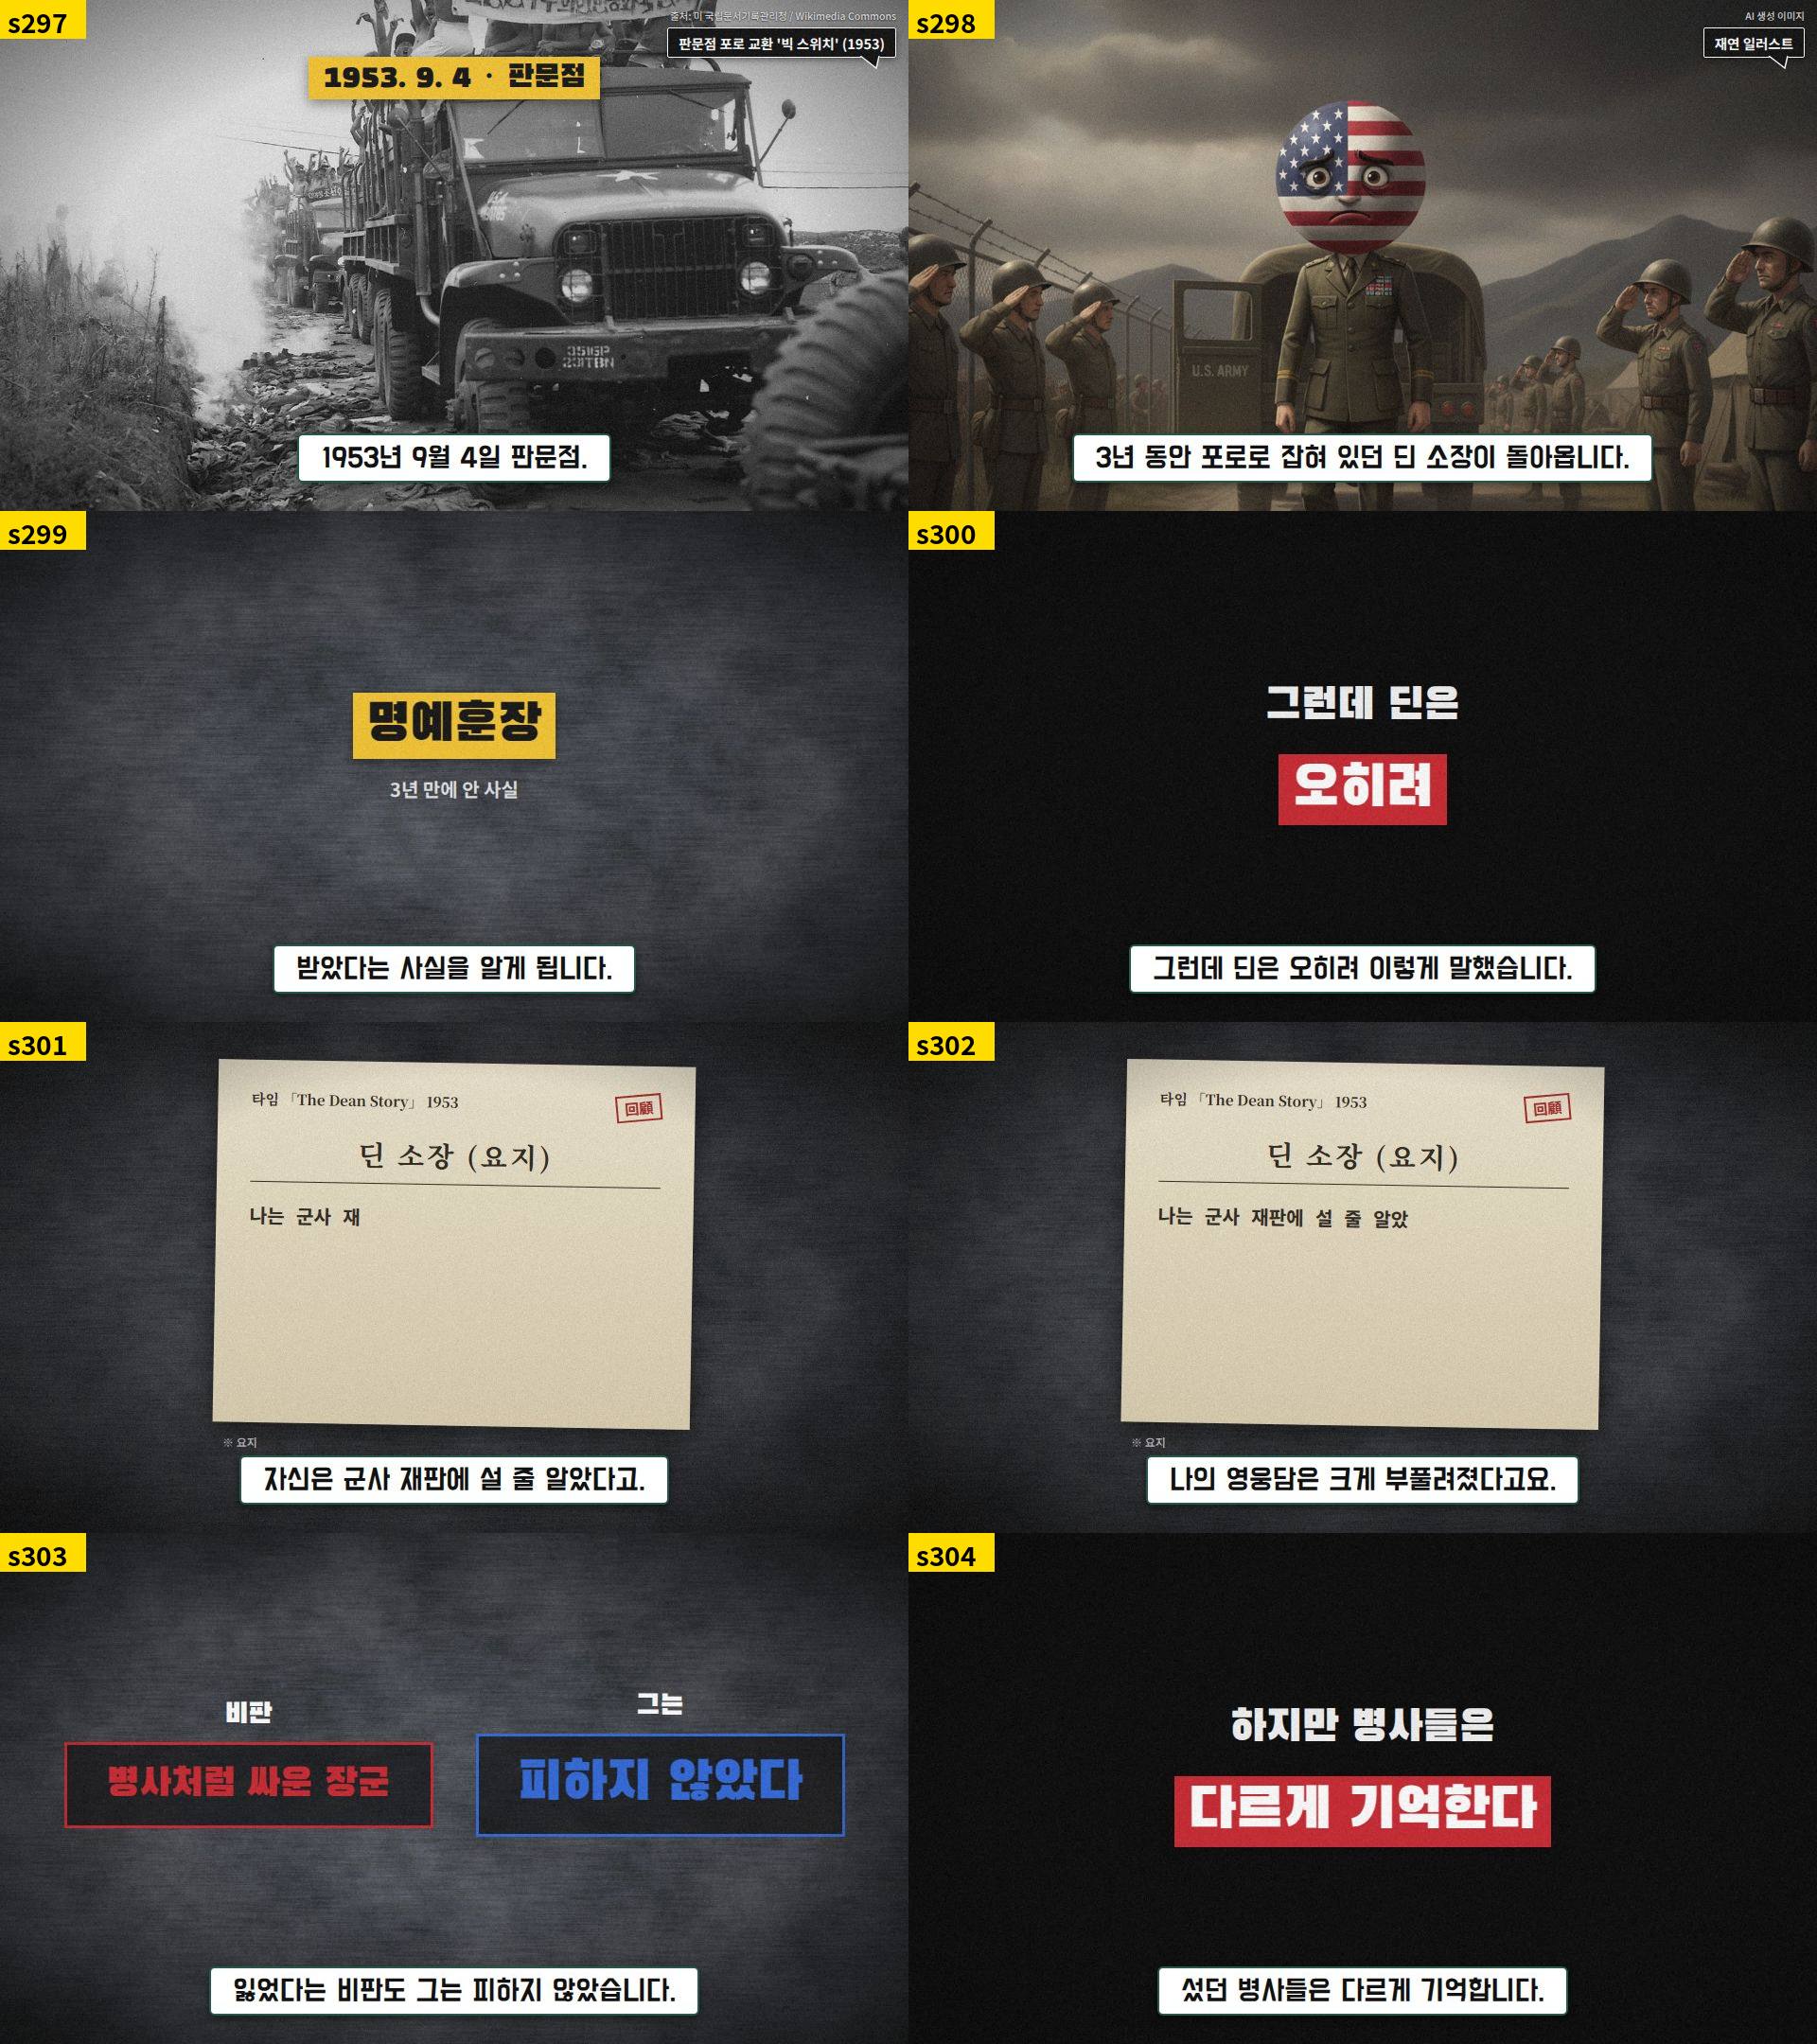 s297
출처: 미 국립문서기록관리청 / Wikimedia Commons
판문점 포로 교환 '빅 스위치' (1953)
1953. 9. 4 · 판문점
1953년 9월 4일 판문점.
s298
AI 생성 이미지
재연 일러스트
U.S. ARMY
3년 동안 포로로 잡혀 있던 딘 소장이 돌아옵니다.
s299
명예훈장
3년 만에 안 사실
받았다는 사실을 알게 됩니다.
s300
그런데 딘은
오히려
그런데 딘은 오히려 이렇게 말했습니다.
s301
타임 「The Dean Story」 1953
回顧
딘 소장 (요지)
나는 군사 재
※ 요지
자신은 군사 재판에 설 줄 알았다고.
s302
타임 「The Dean Story」 1953
回顧
딘 소장 (요지)
나는 군사 재판에 설 줄 알았
※ 요지
나의 영웅담은 크게 부풀려졌다고요.
s303
비판
병사처럼 싸운 장군
그는
피하지 않았다
잃었다는 비판도 그는 피하지 않았습니다.
s304
하지만 병사들은
다르게 기억한다
섰던 병사들은 다르게 기억합니다.